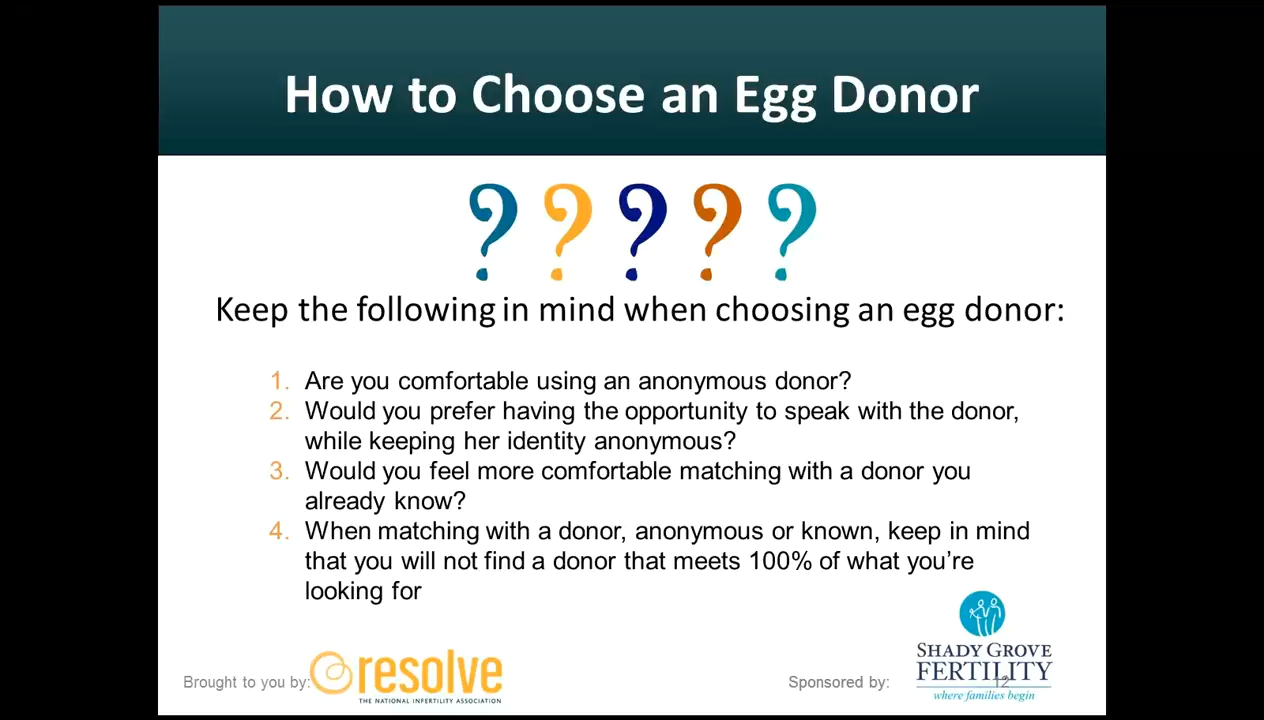 How to Choose an Egg Donor
? ? ? ? ?
Keep the following in mind when choosing an egg donor:
1. Are you comfortable using an anonymous donor?
2. Would you prefer having the opportunity to speak with the donor,
while keeping her identity anonymous?
3. Would you feel more comfortable matching with a donor you
already know?
4. When matching with a donor, anonymous or known, keep in mind
that you will not find a donor that meets 100% of what you're
looking for
Brought to you by:
resolve
THE NATIONAL INFERTILITY ASSOCIATION
Sponsored by:
SHADY GROVE
FERTILITY
where families begin
12